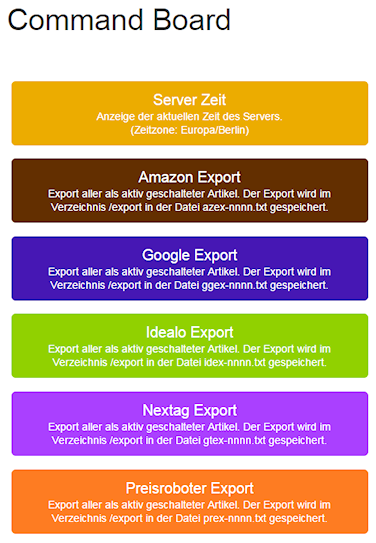 Command Board
Server Zeit
Anzeige der aktuellen Zeit des Servers.
(Zeitzone: Europa/Berlin)
Amazon Export
Export aller als aktiv geschalteter Artikel. Der Export wird im
Verzeichnis /export in der Datei azex-nnnn.txt gespeichert.
Google Export
Export aller als aktiv geschalteter Artikel. Der Export wird im
Verzeichnis /export in der Datei ggex-nnnn.txt gespeichert.
Idealo Export
Export aller als aktiv geschalteter Artikel. Der Export wird im
Verzeichnis /export in der Datei idex-nnnn.txt gespeichert.
Nextag Export
Export aller als aktiv geschalteter Artikel. Der Export wird im
Verzeichnis /export in der Datei gtex-nnnn.txt gespeichert.
Preisroboter Export
Export aller als aktiv geschalteter Artikel. Der Export wird im
Verzeichnis /export in der Datei prex-nnnn.txt gespeichert.